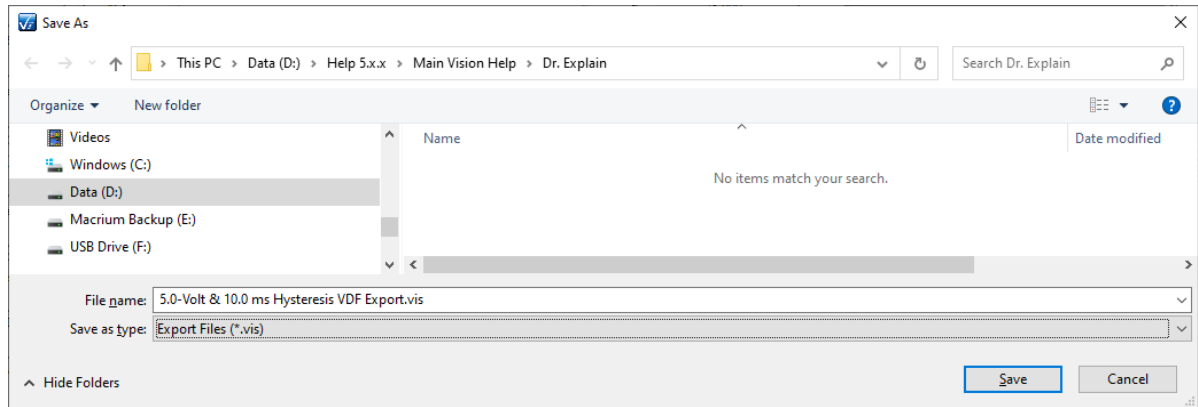 Save As
This PC > Data (D:) > Help 5.x.x > Main Vision Help > Dr. Explain
Search Dr. Explain
Organize
New folder
Videos
Windows (C:)
Data (D:)
Macrium Backup (E:)
USB Drive (F:)
Name
Date modified
No items match your search.
File name: 5.0-Volt & 10.0 ms Hysteresis VDF Export.vis
Save as type: Export Files (*.vis)
Hide Folders
Save
Cancel